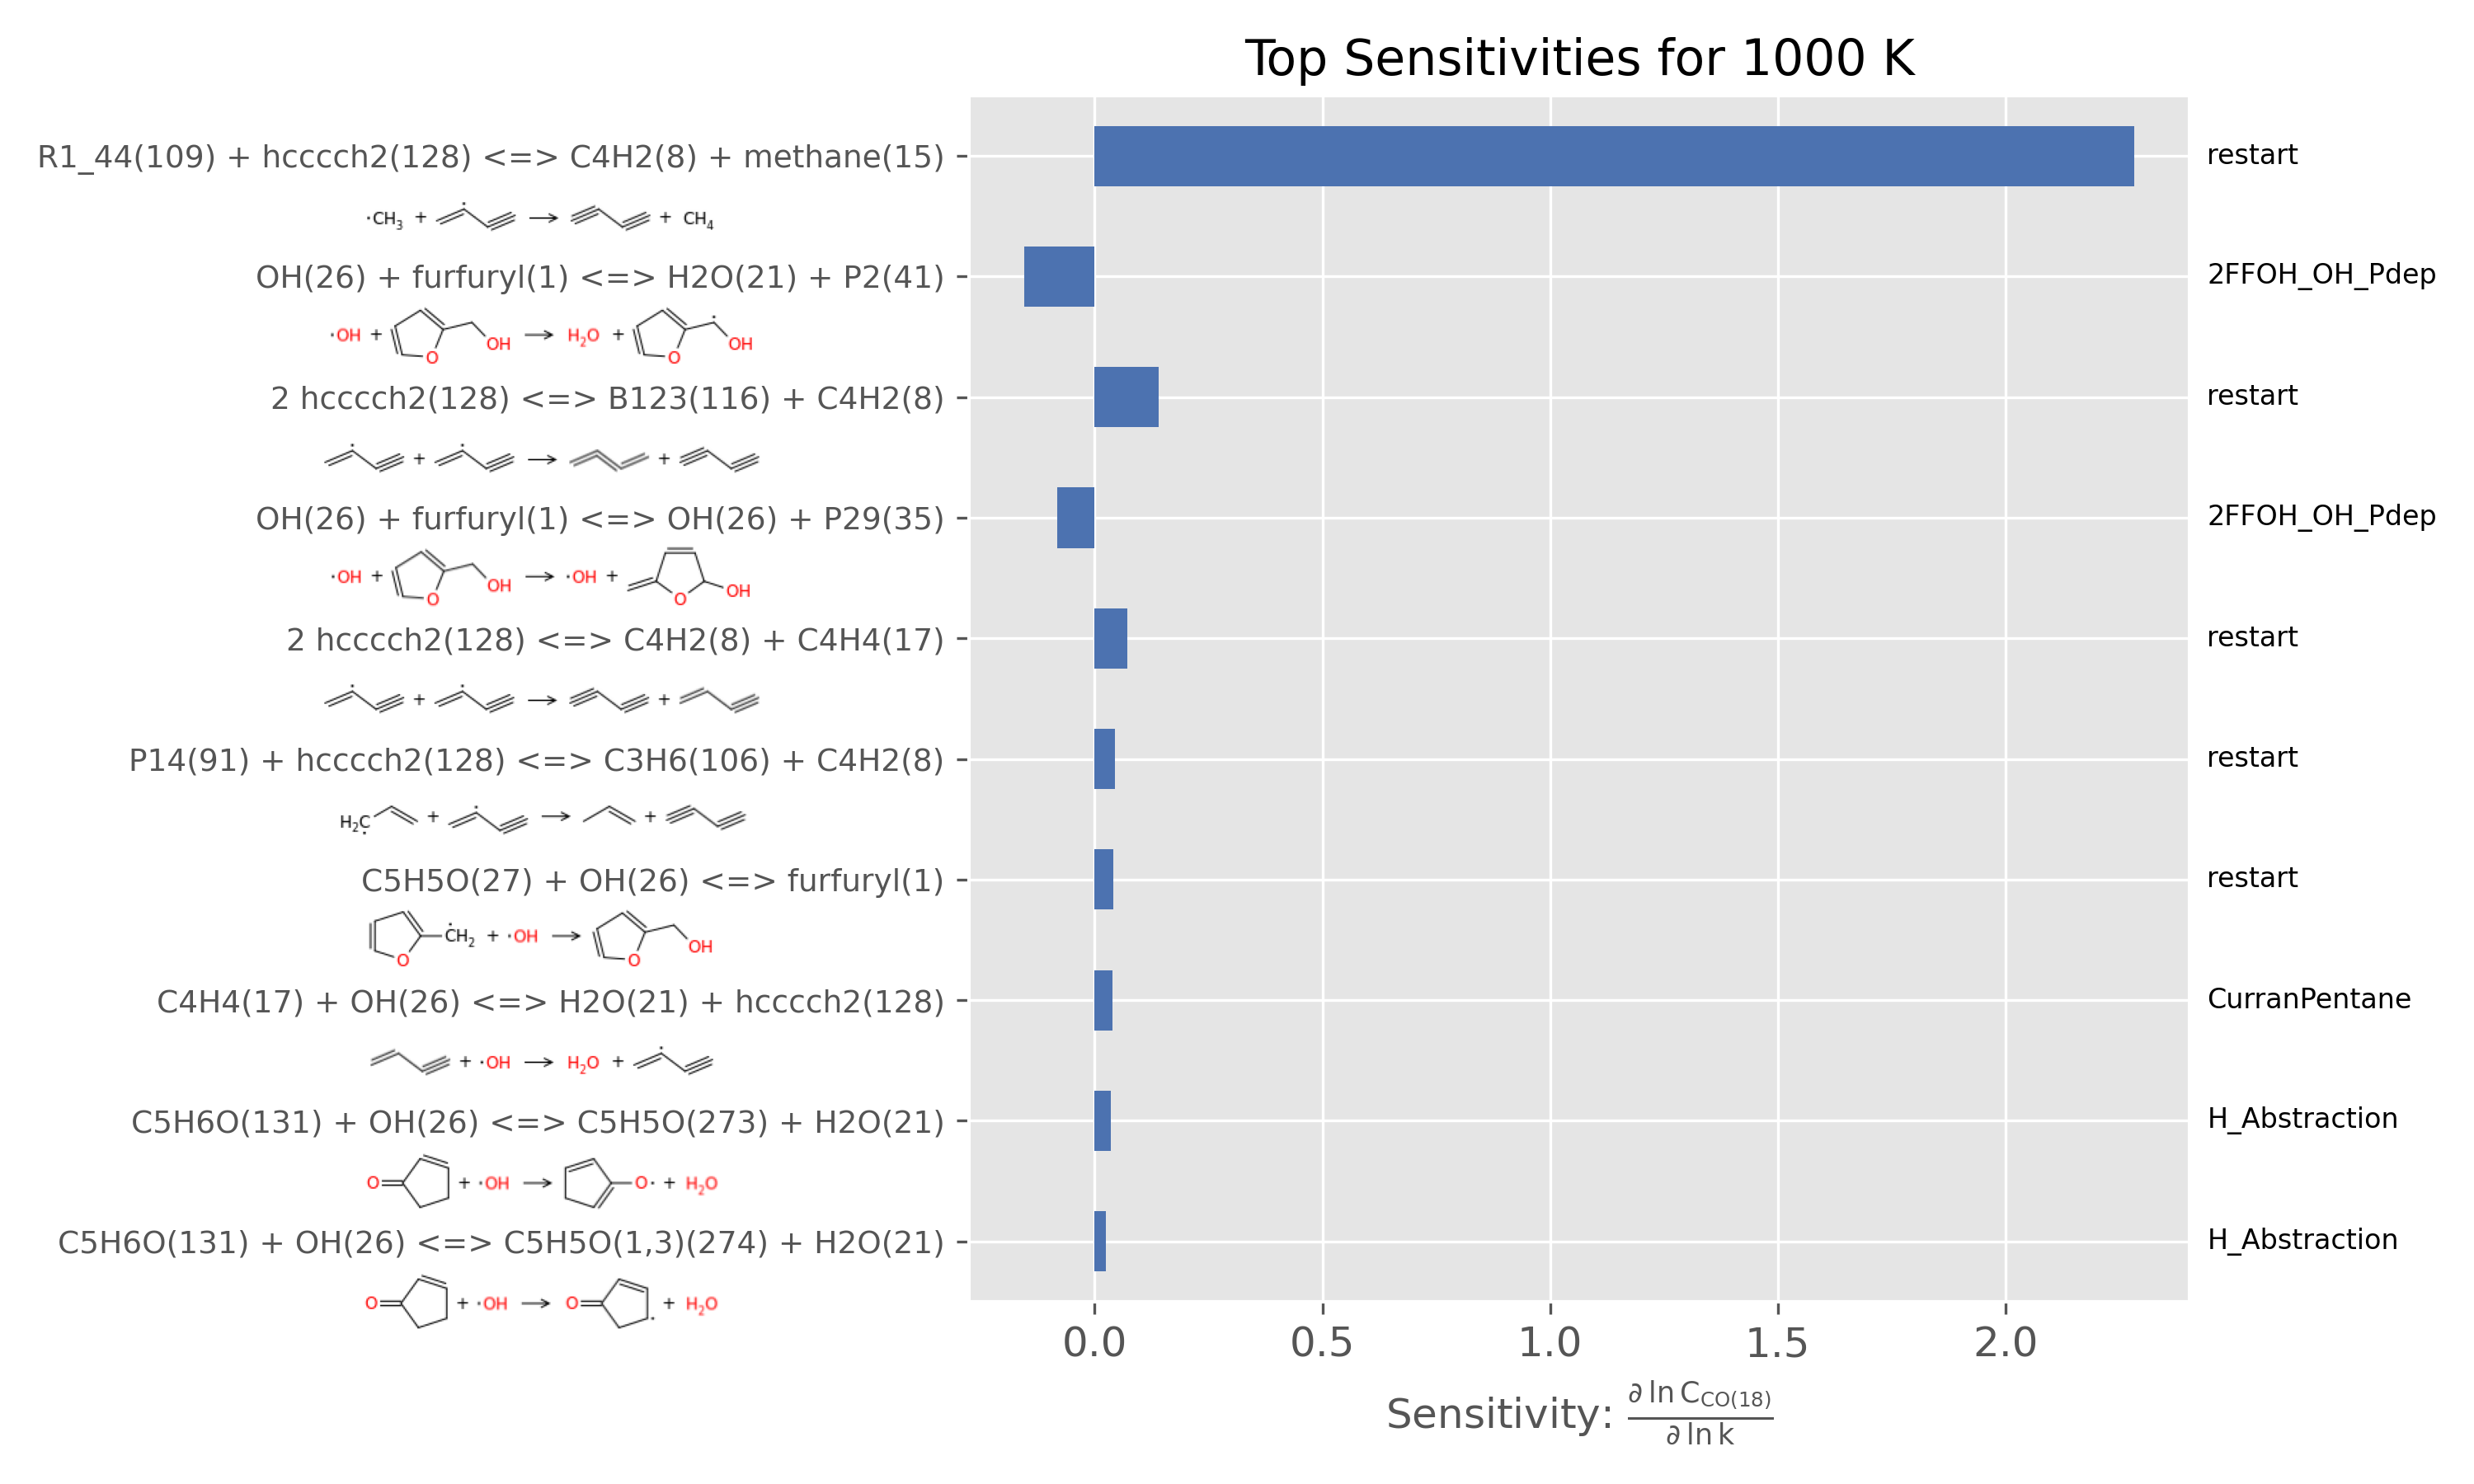 Top Sensitivities for 1000 K
R1_44(109) + hccccch2(128) <=> C4H2(8) + methane(15)
restart
·CH3 + → + CH4
OH(26) + furfuryl(1) <=> H2O(21) + P2(41)
2FFOH_OH_Pdep
·OH + O OH → H2O + O OH
2 hccccch2(128) <=> B123(116) + C4H2(8)
restart
+ → +
OH(26) + furfuryl(1) <=> OH(26) + P29(35)
2FFOH_OH_Pdep
·OH + O OH → ·OH + O OH
2 hccccch2(128) <=> C4H2(8) + C4H4(17)
restart
+ → +
P14(91) + hccccch2(128) <=> C3H6(106) + C4H2(8)
restart
H2C· + → +
C5H5O(27) + OH(26) <=> furfuryl(1)
restart
O ĊH2 + ·OH → O OH
C4H4(17) + OH(26) <=> H2O(21) + hccccch2(128)
CurranPentane
+ ·OH → H2O +
C5H6O(131) + OH(26) <=> C5H5O(273) + H2O(21)
H_Abstraction
O + ·OH → O· + H2O
C5H6O(131) + OH(26) <=> C5H5O(1,3)(274) + H2O(21)
H_Abstraction
O + ·OH → O + H2O
0.0 0.5 1.0 1.5 2.0
Sensitivity: ∂ ln C_CO(18) / ∂ ln k